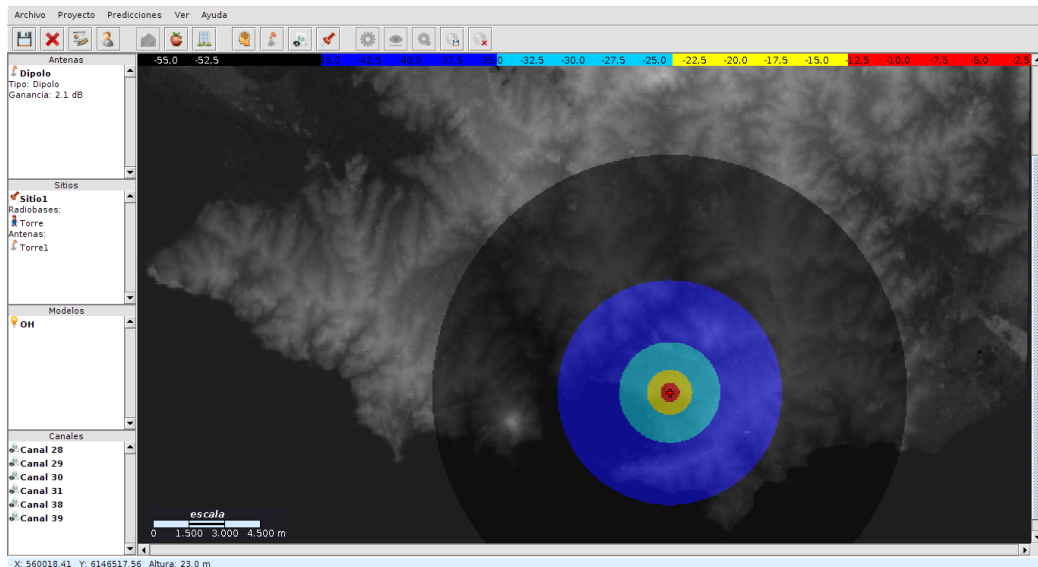 Archivo Proyecto Predicciones Ver Ayuda
Antenas
Dipolo
Tipo: Dipolo
Ganancia: 2.1 dB
-55,0 -52,5 -42,5 -40,0 -37,5 -32,5 -30,0 -27,5 -25,0 -22,5 -20,0 -17,5 -15,0 -12,5 -10,0 -7,5 -5,0 -2,5
Sitios
Sitio1
Radiobases:
Torre
Antenas:
Torre1
Modelos
OH
Canales
Canal 28
Canal 29
Canal 30
Canal 31
Canal 38
Canal 39
escala
0 1.500 3.000 4.500 m
X: 560018.41 Y: 6146517.56 Altura: 23.0 m